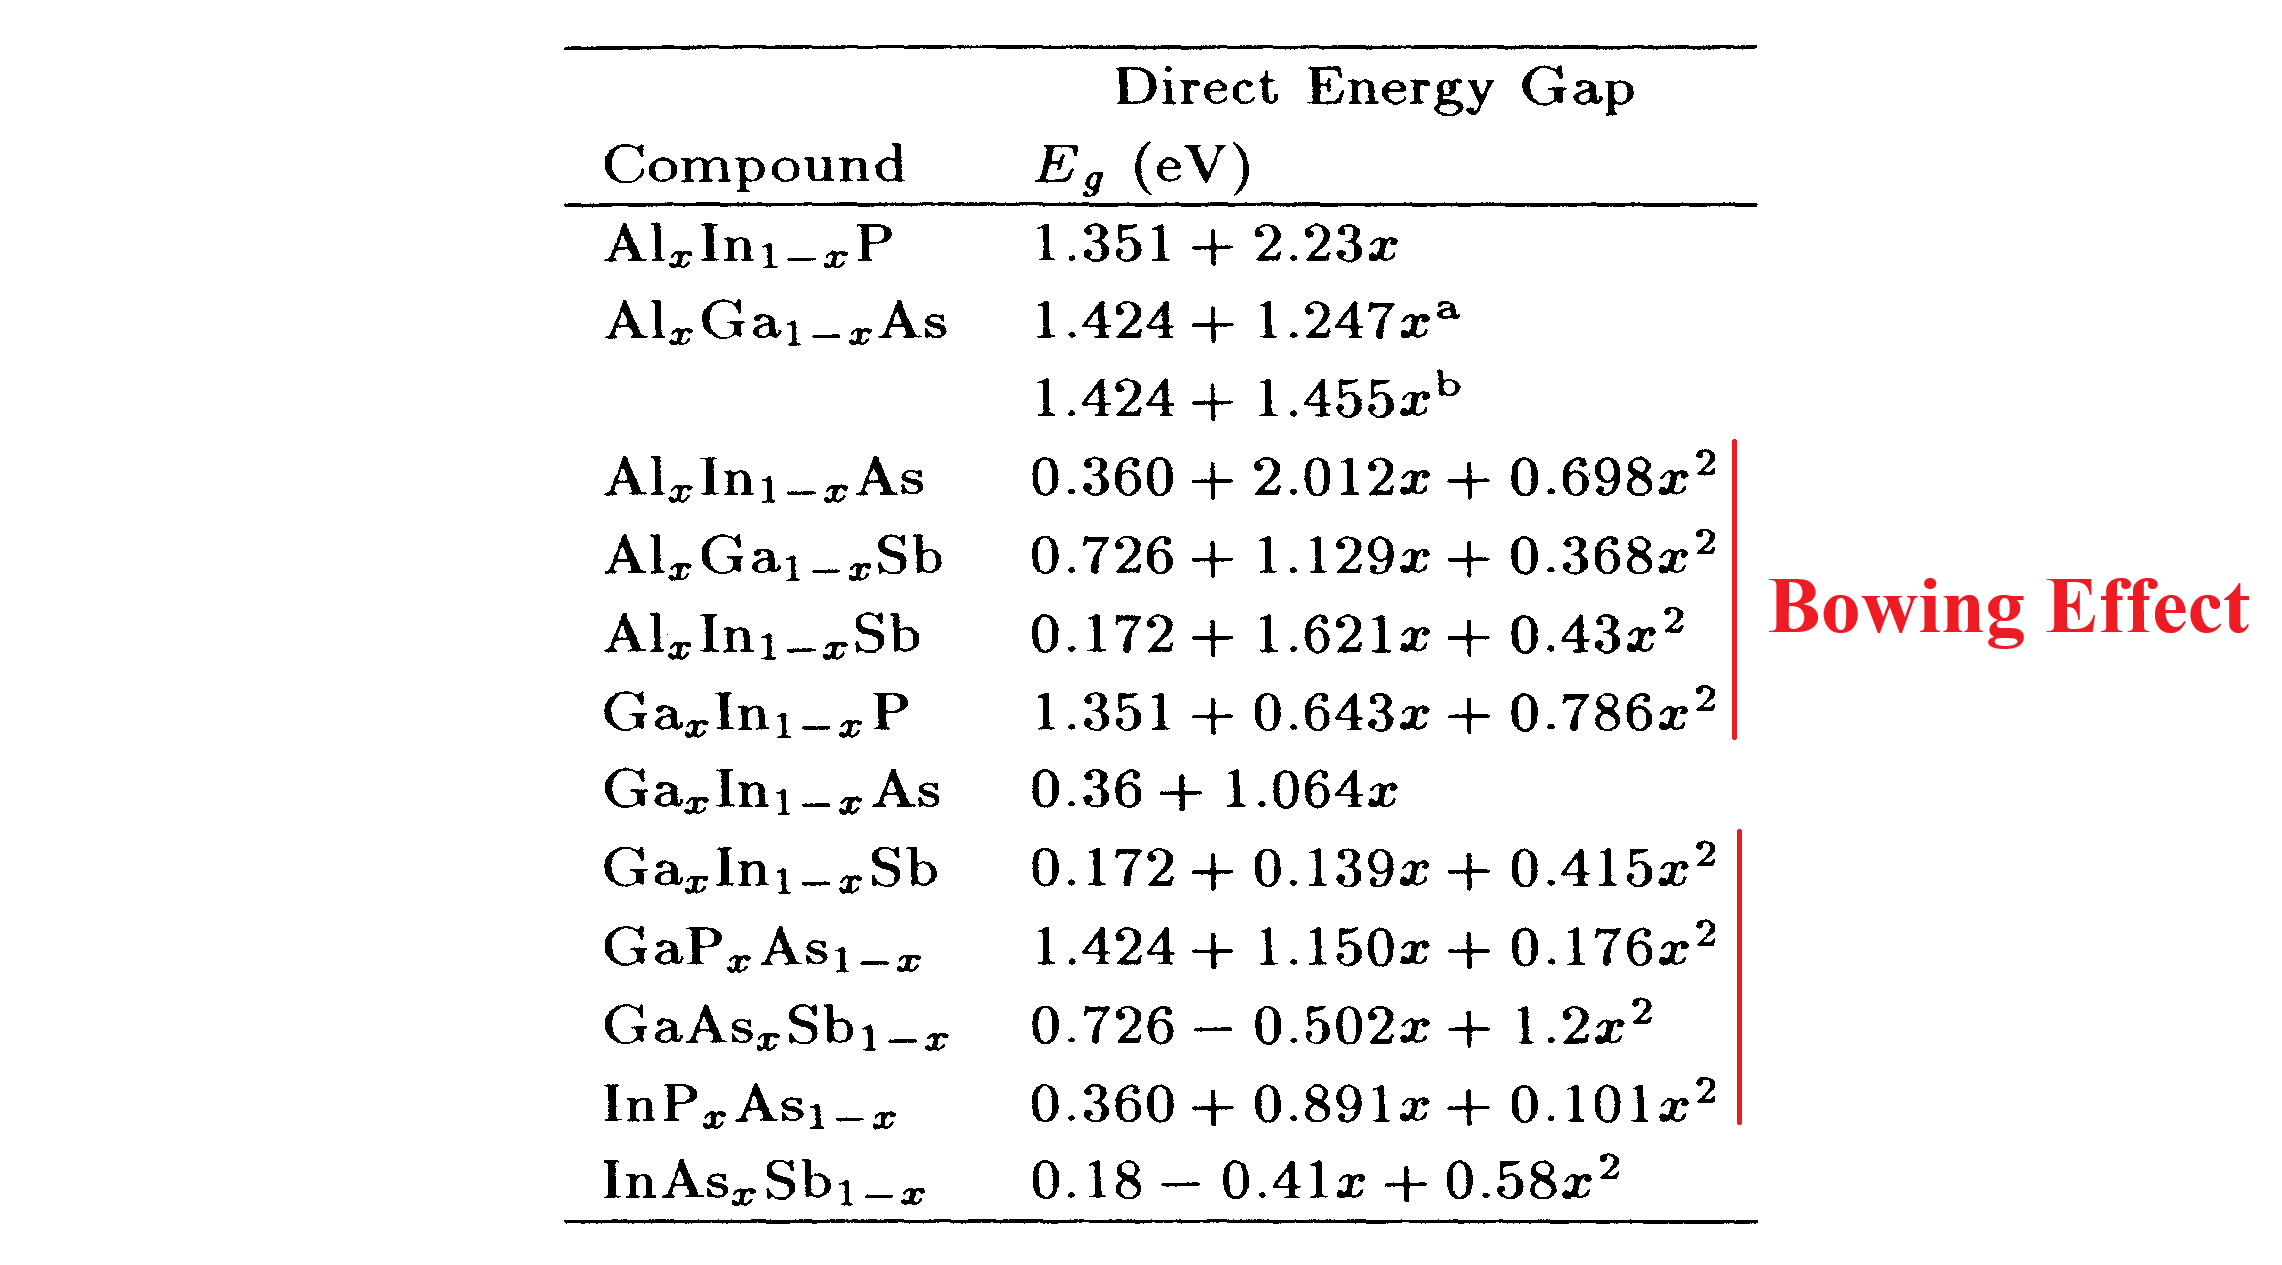 Direct Energy Gap
Compound E_g (eV)
Al_xIn_{1-x}P 1.351 + 2.23x
Al_xGa_{1-x}As 1.424 + 1.247x^a
1.424 + 1.455x^b
Al_xIn_{1-x}As 0.360 + 2.012x + 0.698x^2
Al_xGa_{1-x}Sb 0.726 + 1.129x + 0.368x^2
Bowing Effect
Al_xIn_{1-x}Sb 0.172 + 1.621x + 0.43x^2
Ga_xIn_{1-x}P 1.351 + 0.643x + 0.786x^2
Ga_xIn_{1-x}As 0.36 + 1.064x
Ga_xIn_{1-x}Sb 0.172 + 0.139x + 0.415x^2
GaP_xAs_{1-x} 1.424 + 1.150x + 0.176x^2
GaAs_xSb_{1-x} 0.726 − 0.502x + 1.2x^2
InP_xAs_{1-x} 0.360 + 0.891x + 0.101x^2
InAs_xSb_{1-x} 0.18 − 0.41x + 0.58x^2